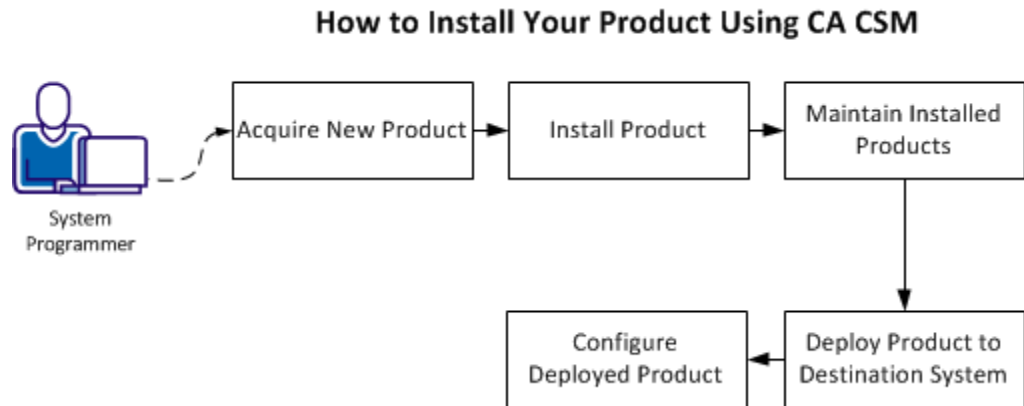 How to Install Your Product Using CA CSM
Acquire New Product
Install Product
Maintain Installed
Products
System
Programmer
Deploy Product to
Destination System
Configure
Deployed Product